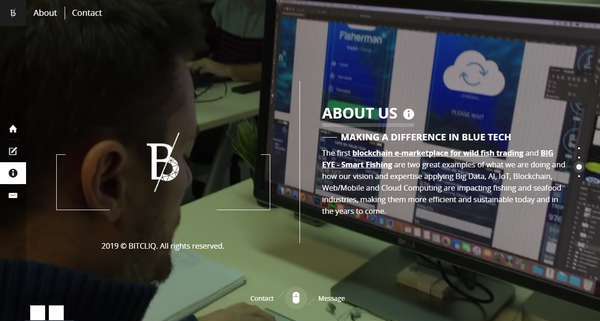 About
Contact
Fisherman
PLEASE WAIT
ABOUT US
MAKING A DIFFERENCE IN BLUE TECH
The first blockchain e-marketplace for wild fish trading and BIG
EYE - Smart Fishing are two great examples of what we are doing and
how our vision and expertise applying Big Data, AI, IoT, Blockchain,
Web/Mobile and Cloud Computing are impacting fishing and seafood
industries, making them more efficient and sustainable today and in
the years to come.
B
2019 © BITCLIQ. All rights reserved.
Contact
Message